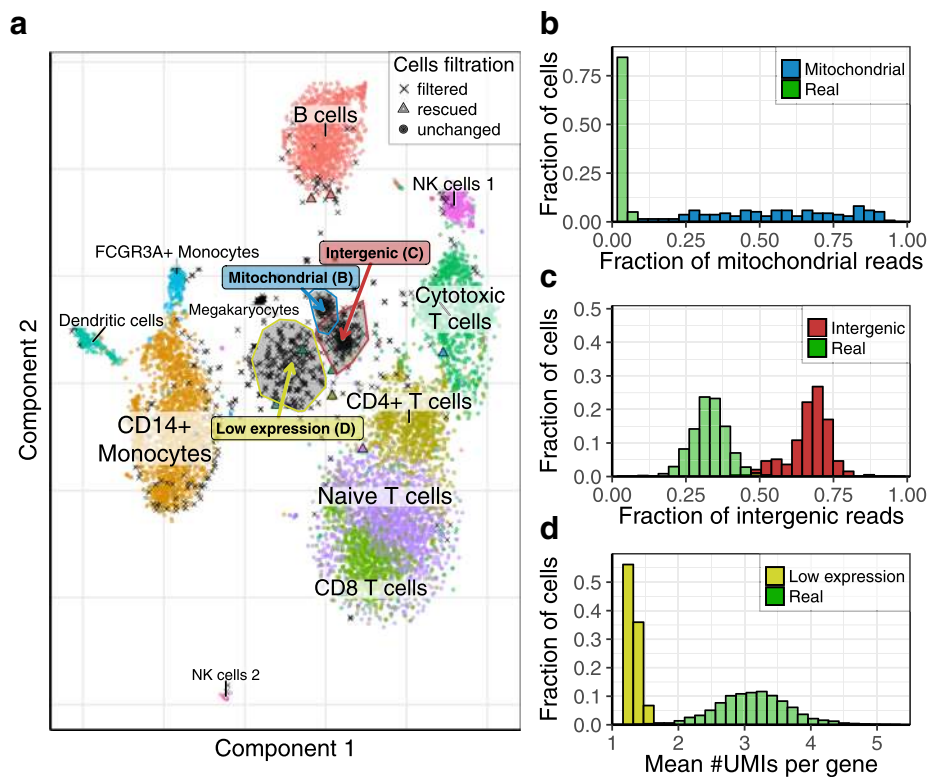 a
Cells filtration
filtered
rescued
unchanged
B cells
NK cells 1
FCGR3A+ Monocytes
Intergenic (C)
Mitochondrial (B)
Megakaryocytes
Cytotoxic
T cells
Dendritic cells
CD4+ T cells
CD14+
Monocytes
Low expression (D)
Naive T cells
CD8 T cells
NK cells 2
Component 2
Component 1
b
Mitochondrial
Real
Fraction of cells
0.75
0.50
0.25
0.00
0.00 0.25 0.50 0.75 1.00
Fraction of mitochondrial reads
c
Intergenic
Real
Fraction of cells
0.5
0.4
0.3
0.2
0.1
0.0
0.00 0.25 0.50 0.75 1.00
Fraction of intergenic reads
d
Low expression
Real
Fraction of cells
0.5
0.4
0.3
0.2
0.1
0.0
1 2 3 4 5
Mean #UMIs per gene